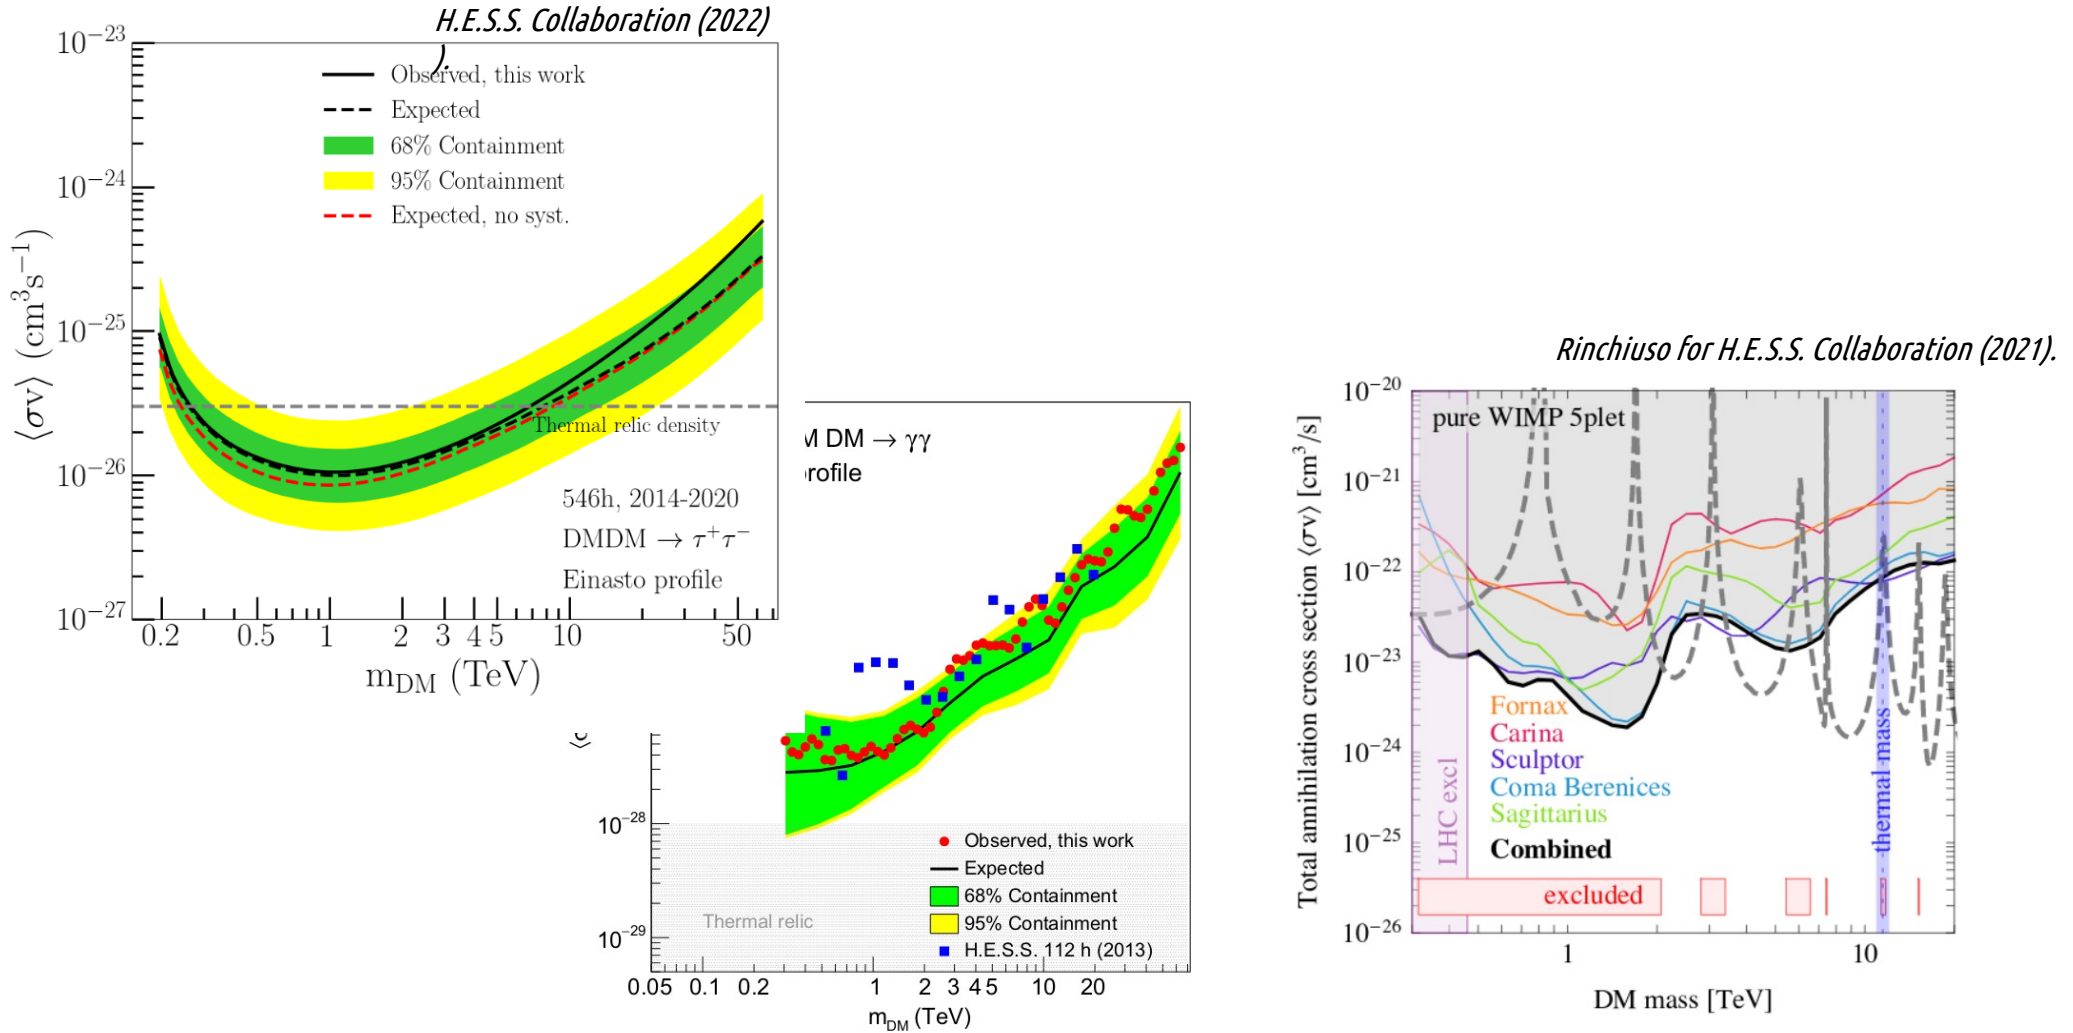 H.E.S.S. Collaboration (2022)
).
10−23
10−24
10−25
10−26
10−27
⟨σv⟩ (cm3s−1)
Observed, this work
Expected
68% Containment
95% Containment
Expected, no syst.
Thermal relic density
546h, 2014-2020
DMDM → τ+τ−
Einasto profile
0.2 0.5 1 2 3 4 5 10 50
mDM (TeV)
M DM → γγ
rofile
10−28
10−29
Observed, this work
Expected
68% Containment
95% Containment
H.E.S.S. 112 h (2013)
Thermal relic
0.05 0.1 0.2 1 2 3 4 5 10 20
mDM (TeV)
Rinchiuso for H.E.S.S. Collaboration (2021).
10−20
10−21
10−22
10−23
10−24
10−25
10−26
Total annihilation cross section ⟨σv⟩ [cm3/s]
pure WIMP 5plet
LHC excl
Fornax
Carina
Sculptor
Coma Berenices
Sagittarius
Combined
thermal mass
excluded
1 10
DM mass [TeV]